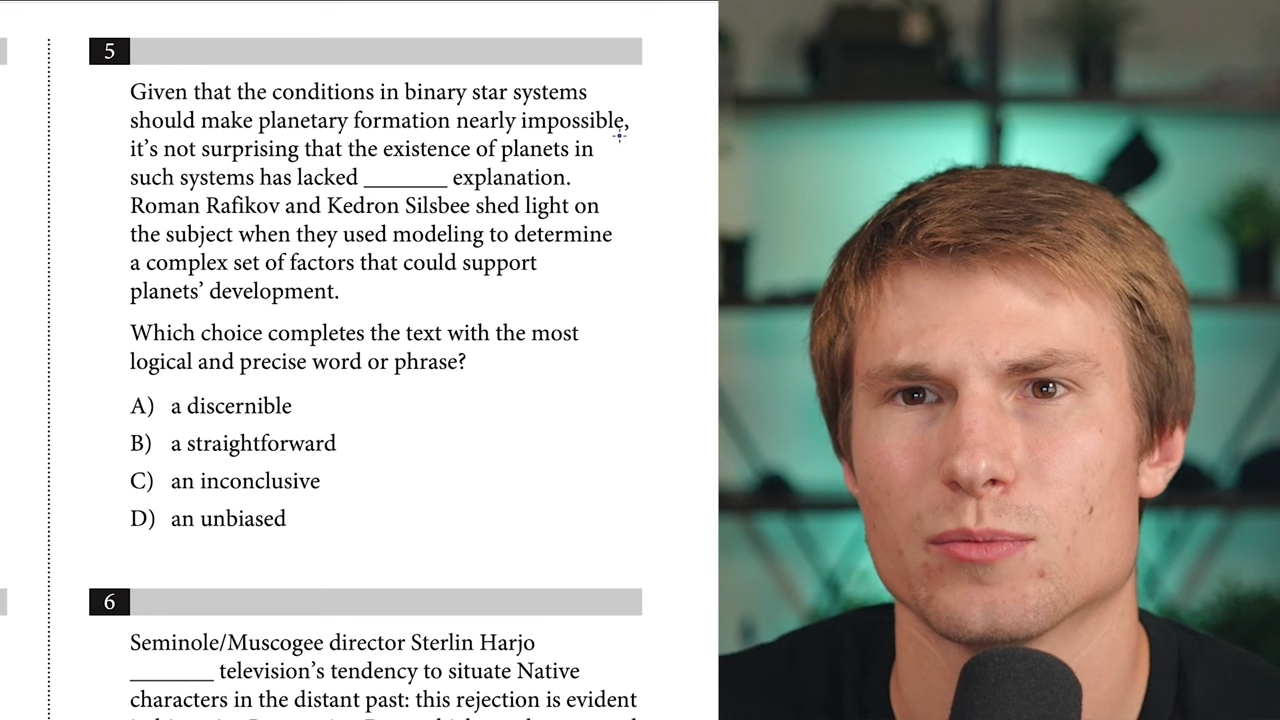 5
Given that the conditions in binary star systems
should make planetary formation nearly impossible,
it’s not surprising that the existence of planets in
such systems has lacked ________ explanation.
Roman Rafikov and Kedron Silsbee shed light on
the subject when they used modeling to determine
a complex set of factors that could support
planets’ development.
Which choice completes the text with the most
logical and precise word or phrase?
A) a discernible
B) a straightforward
C) an inconclusive
D) an unbiased
6
Seminole/Muscogee director Sterlin Harjo
________ television’s tendency to situate Native
characters in the distant past: this rejection is evident